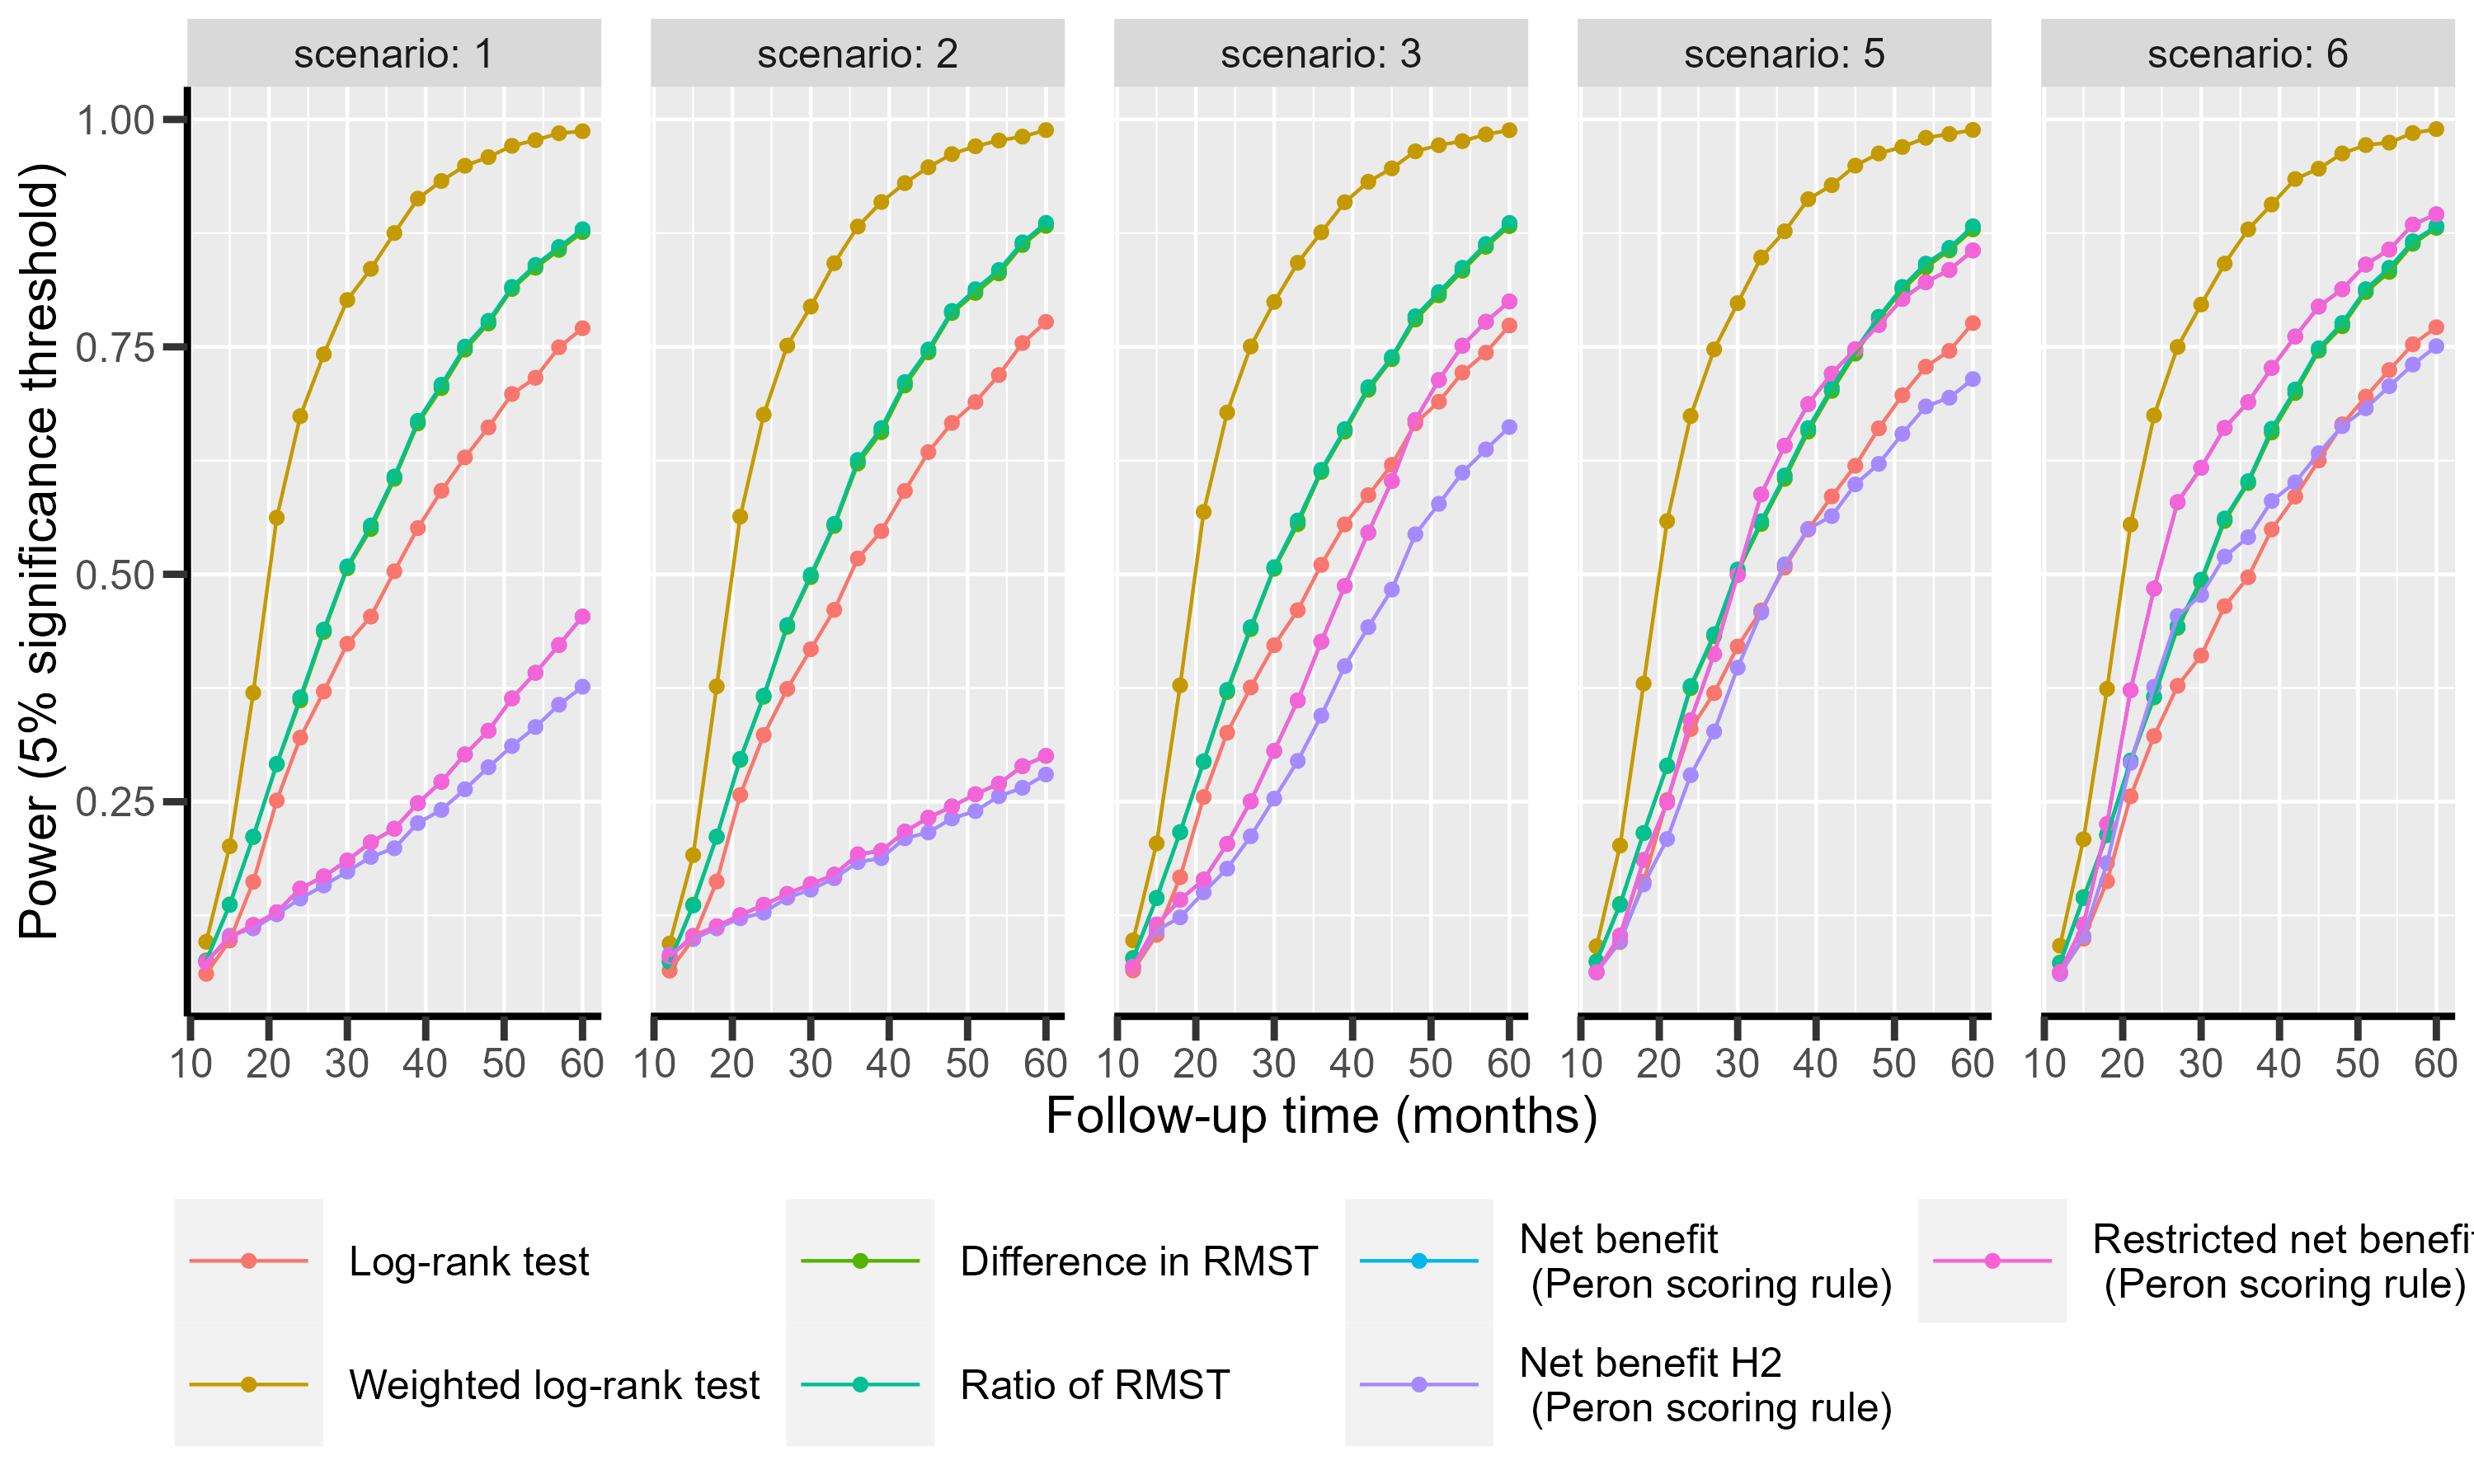 scenario: 1 scenario: 2 scenario: 3 scenario: 5 scenario: 6
1.00
0.75
0.50
0.25
Power (5% significance threshold)
10 20 30 40 50 60 10 20 30 40 50 60 10 20 30 40 50 60 10 20 30 40 50 60 10 20 30 40 50 60
Follow-up time (months)
Log-rank test
Weighted log-rank test
Difference in RMST
Ratio of RMST
Net benefit
(Peron scoring rule)
Net benefit H2
(Peron scoring rule)
Restricted net benefit
(Peron scoring rule)